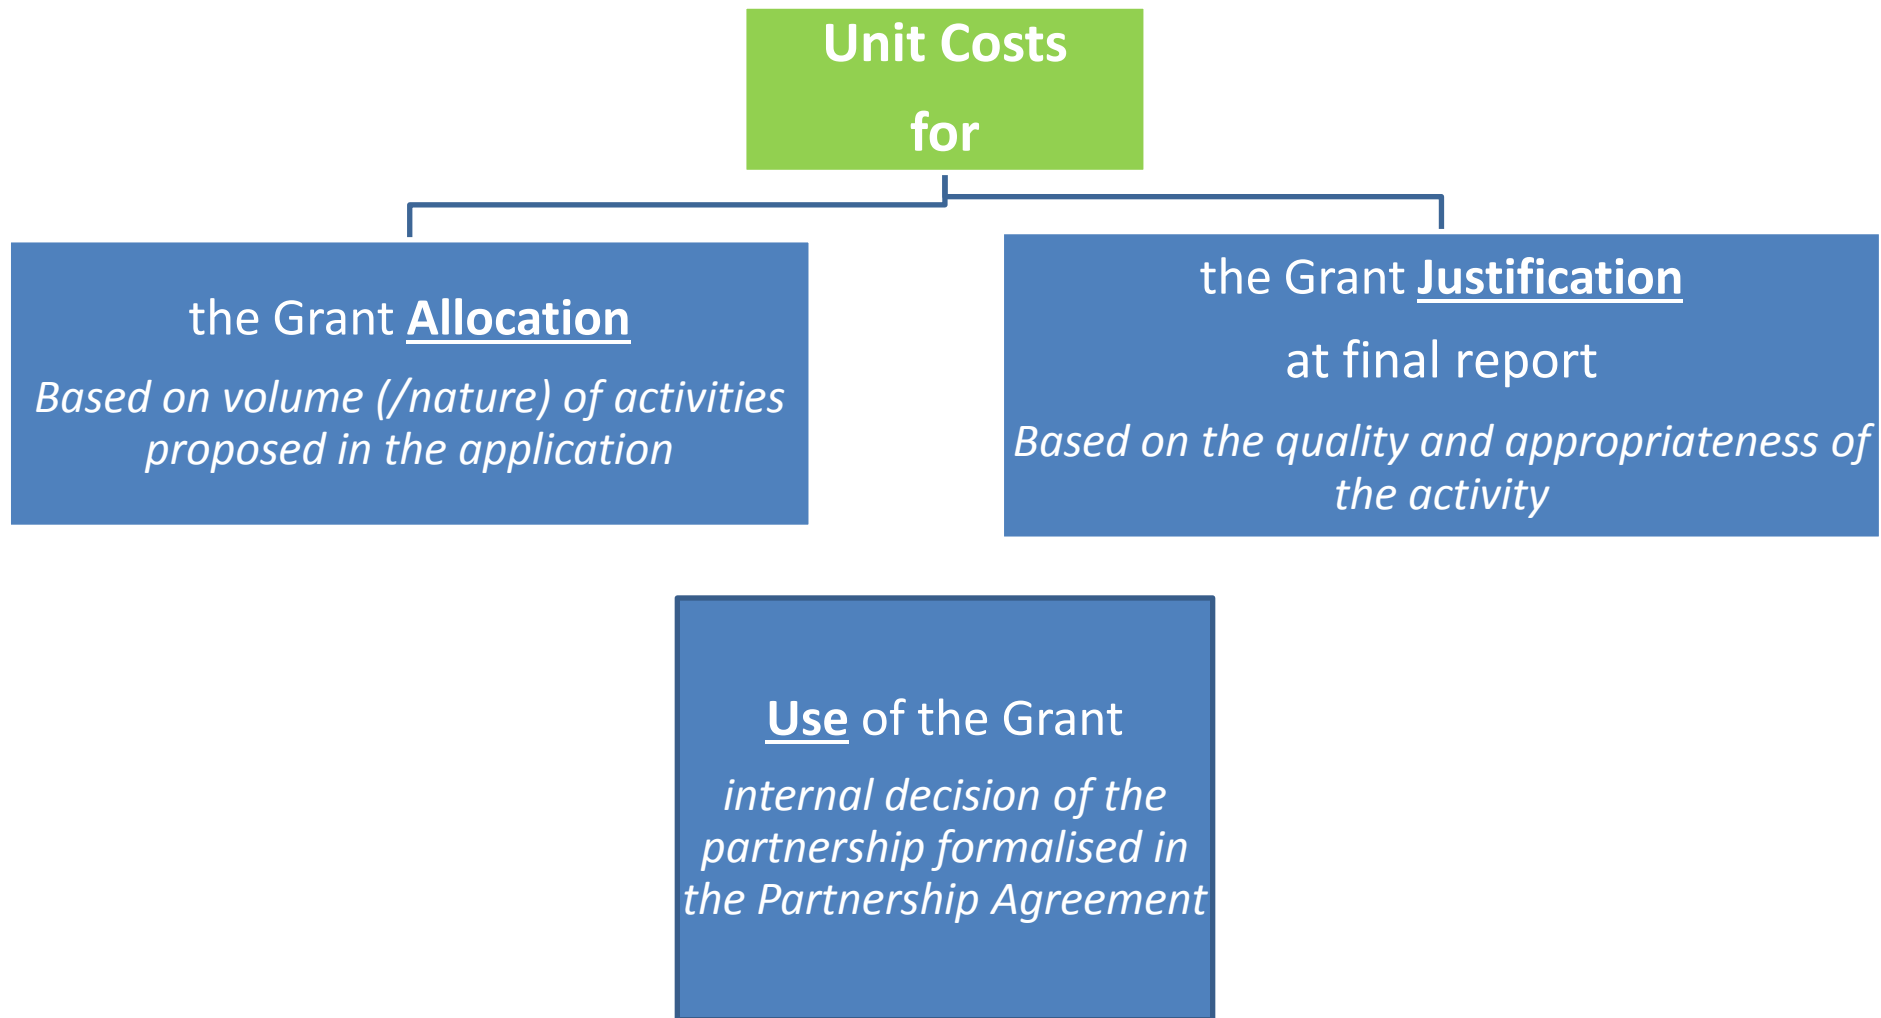 Unit Costs
for
the Grant Allocation
Based on volume (/nature) of activities
proposed in the application
the Grant Justification
at final report
Based on the quality and appropriateness of
the activity
Use of the Grant
internal decision of the
partnership formalised in
the Partnership Agreement